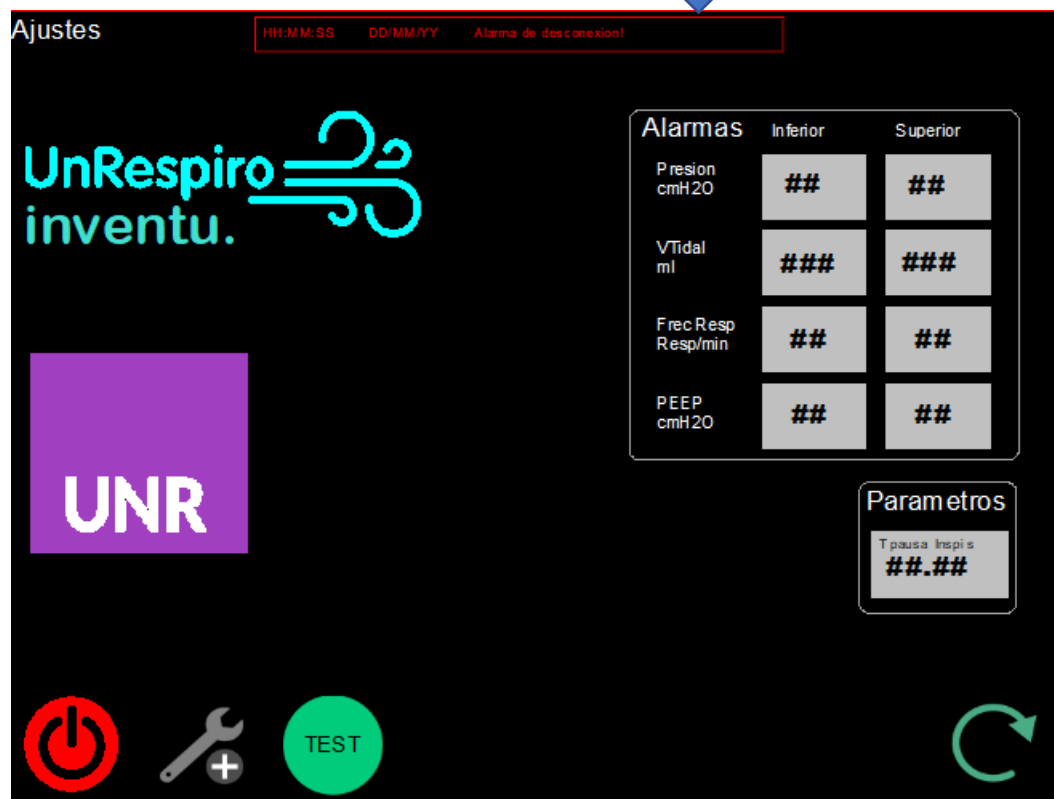 Ajustes
HH:MM:SS DD/MM/YY Alarma de desconexion!
UnRespiro
inventu.
Alarmas Inferior Superior
Presion
cmH2O
## ##
VTidal
ml
### ###
Frec Resp
Resp/min
## ##
PEEP
cmH2O
## ##
UNR
Parametros
Tpausa Inspi s
##.##
TEST